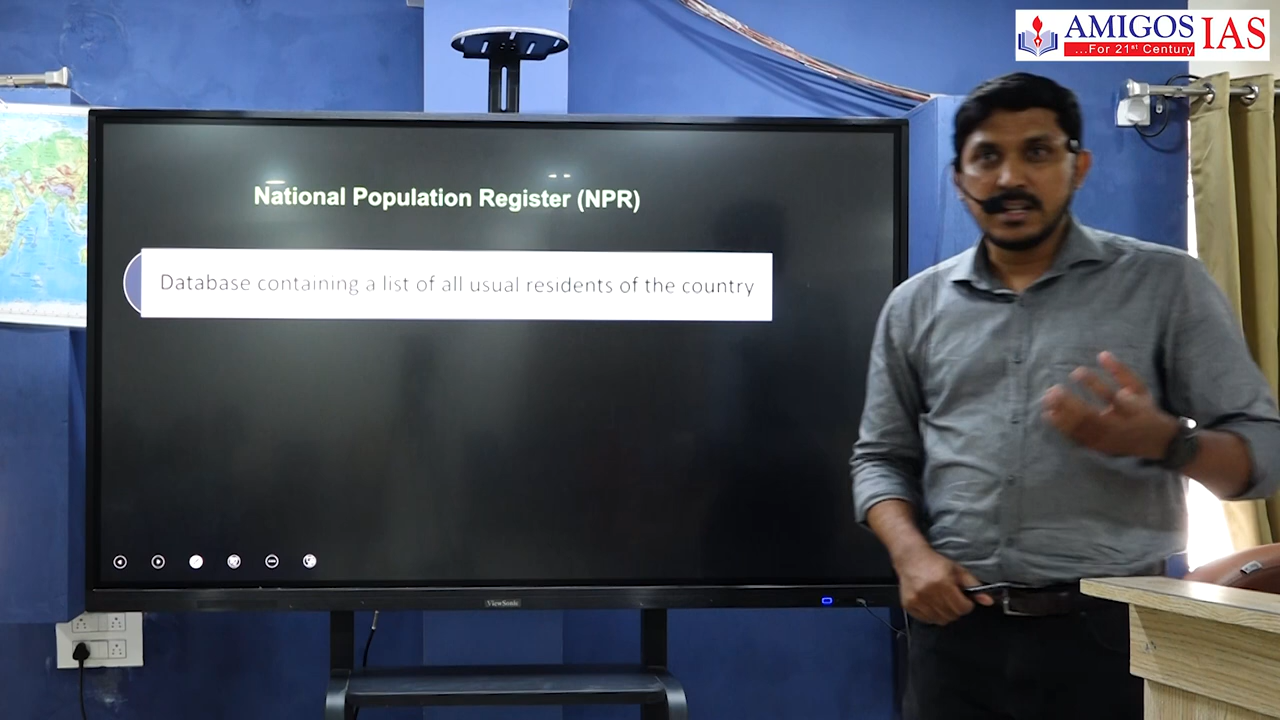 AMIGOS IAS
...For 21st Century
National Population Register (NPR)
Database containing a list of all usual residents of the country
ViewSonic